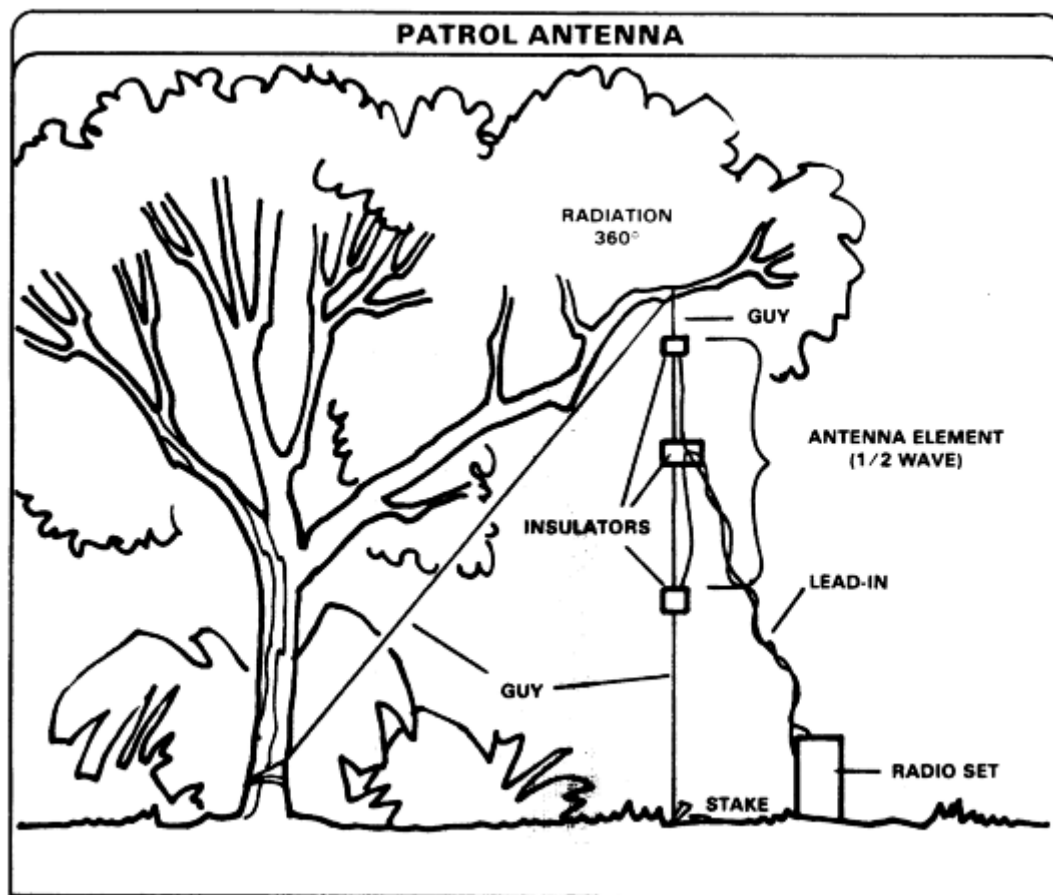 PATROL ANTENNA
RADIATION
360°
GUY
ANTENNA ELEMENT
(1/2 WAVE)
INSULATORS
LEAD-IN
GUY
RADIO SET
STAKE